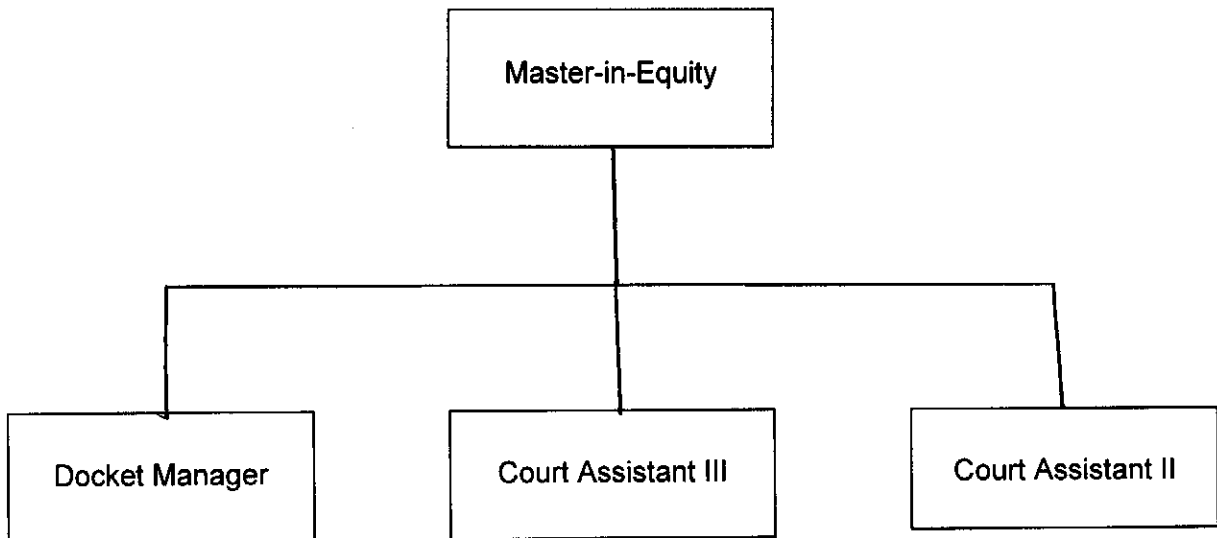 Master-in-Equity
Docket Manager
Court Assistant III
Court Assistant II